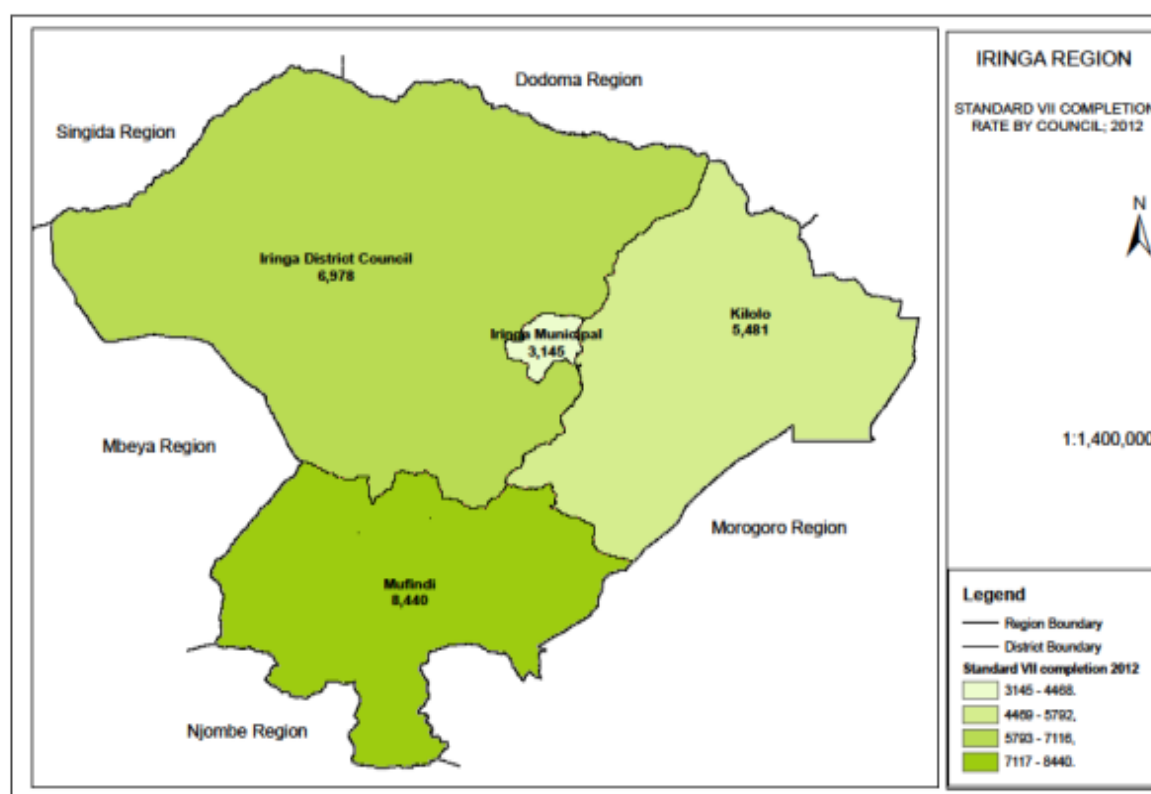 Dodoma Region
Singida Region
Iringa District Council
6,978
Iringa Municipal
3,145
Kilolo
5,481
Mbeya Region
Morogoro Region
Mufindi
8,440
Njombe Region
IRINGA REGION
STANDARD VII COMPLETION
RATE BY COUNCIL; 2012
N
1:1,400,000
Legend
Region Boundary
District Boundary
Standard VII completion 2012
3145 - 4468.
4469 - 5792,
5793 - 7116,
7117 - 8440.